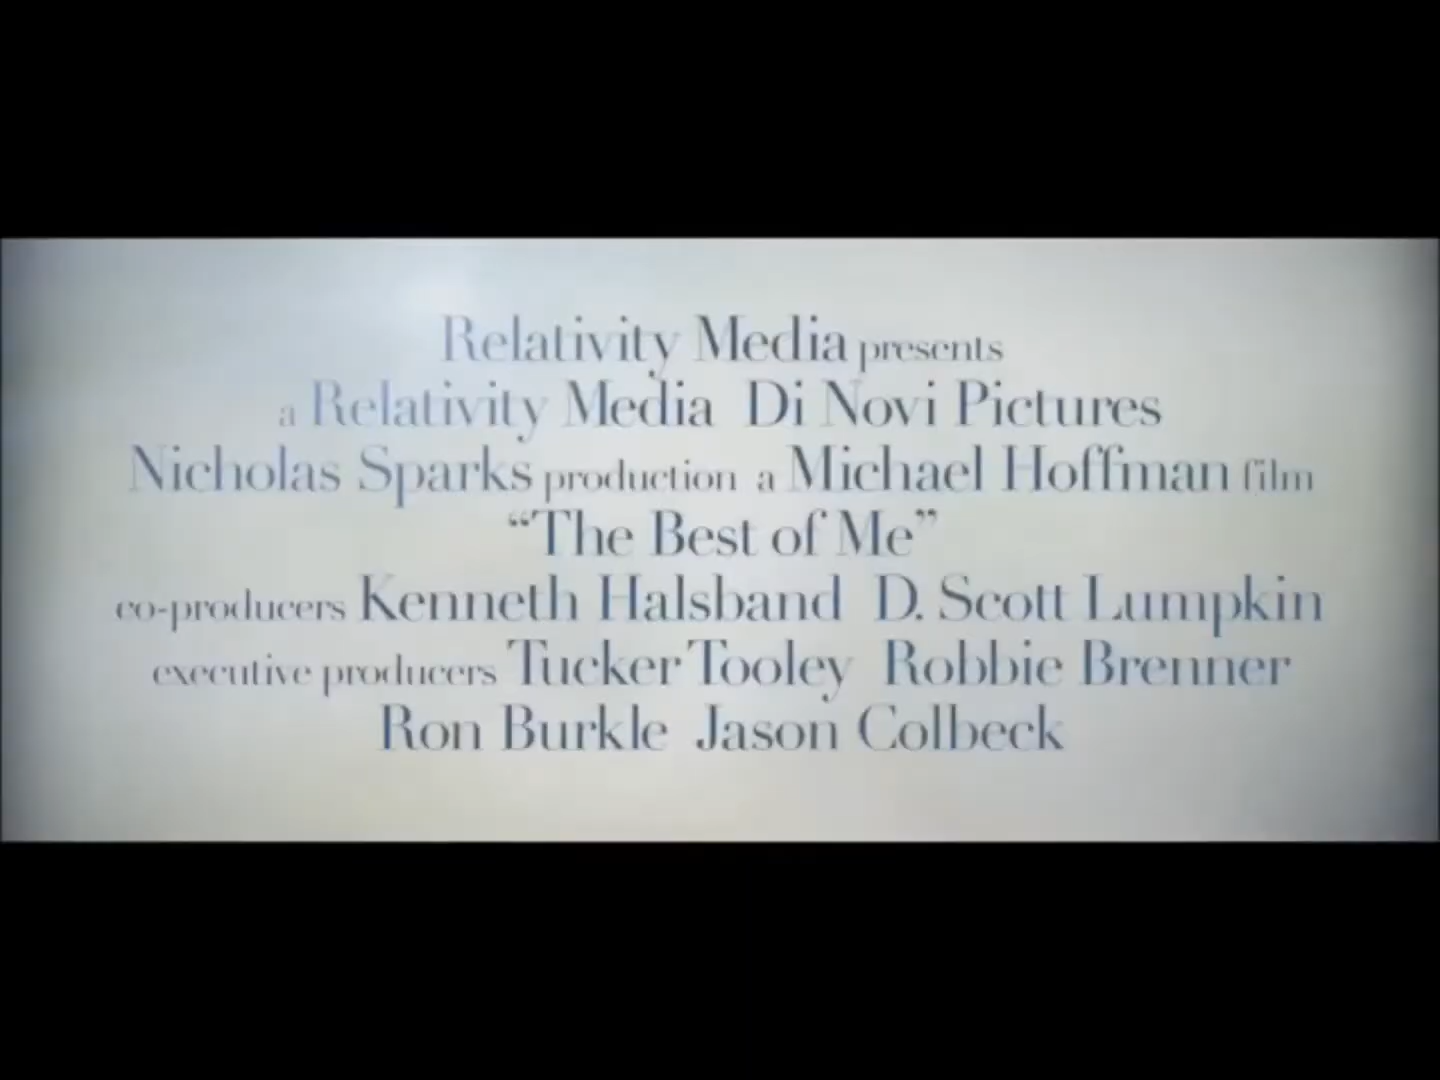 Relativity Media presents
a Relativity Media Di Novi Pictures
Nicholas Sparks production a Michael Hoffman film
“The Best of Me”
co-producers Kenneth Halsband D. Scott Lumpkin
executive producers Tucker Tooley Robbie Brenner
Ron Burkle Jason Colbeck